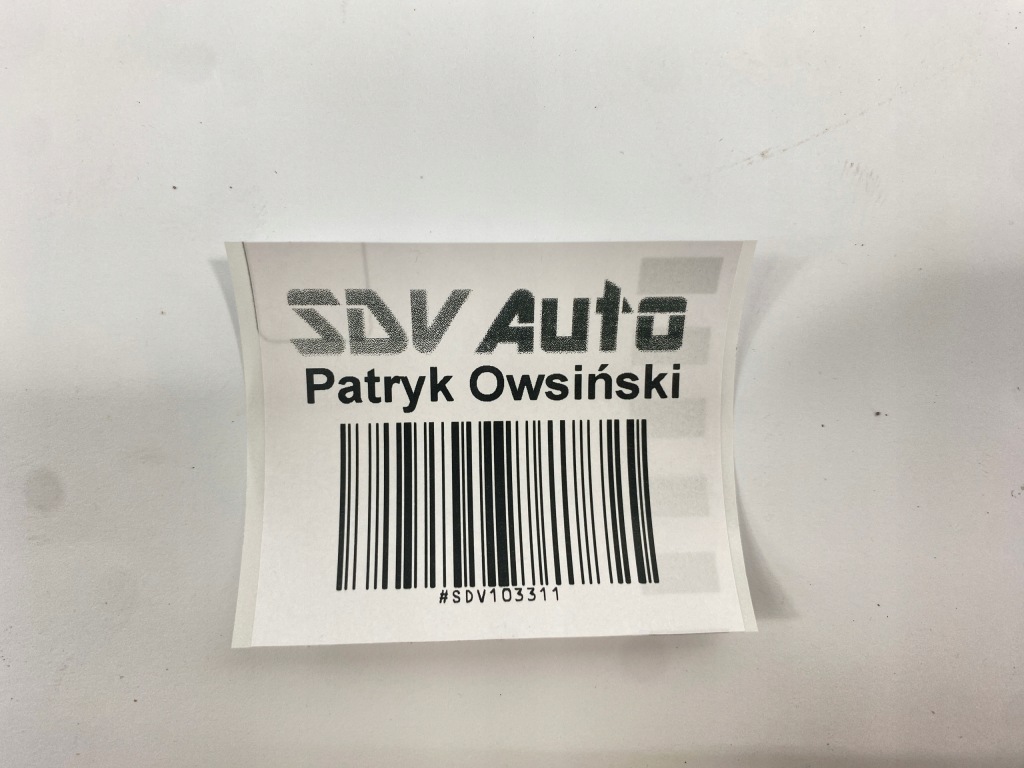 SDV Auto
Patryk Owsiński
#SDV103311